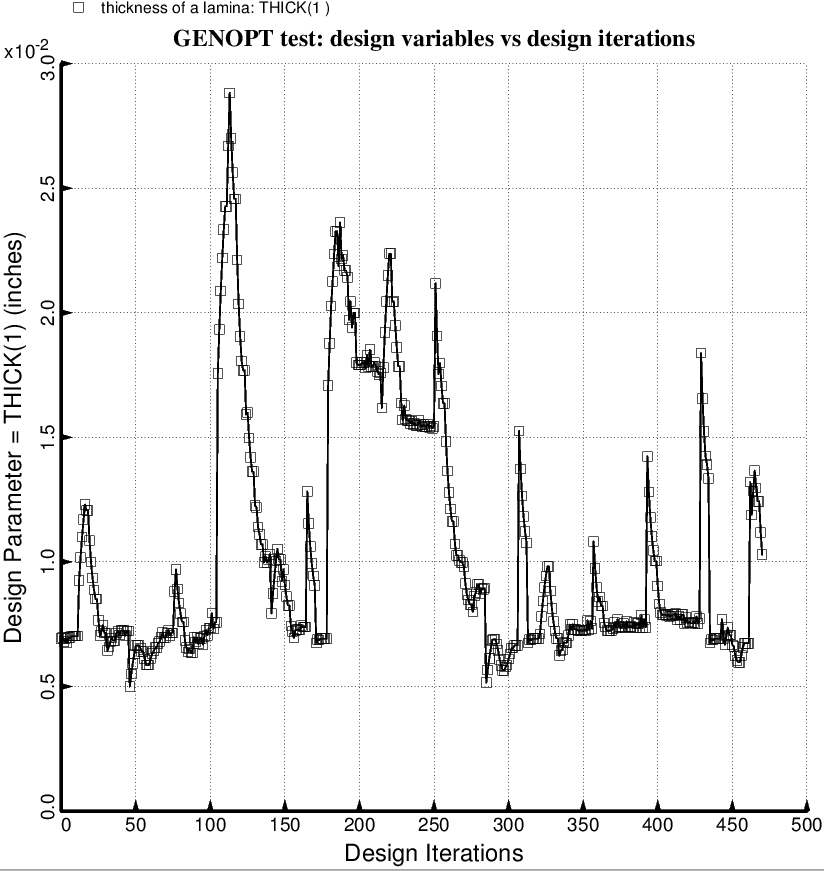 thickness of a lamina: THICK(1 )
GENOPT test: design variables vs design iterations
x10-2
3.0
2.5
2.0
1.5
1.0
0.5
0.0
Design Parameter = THICK(1) (inches)
0 50 100 150 200 250 300 350 400 450 500
Design Iterations